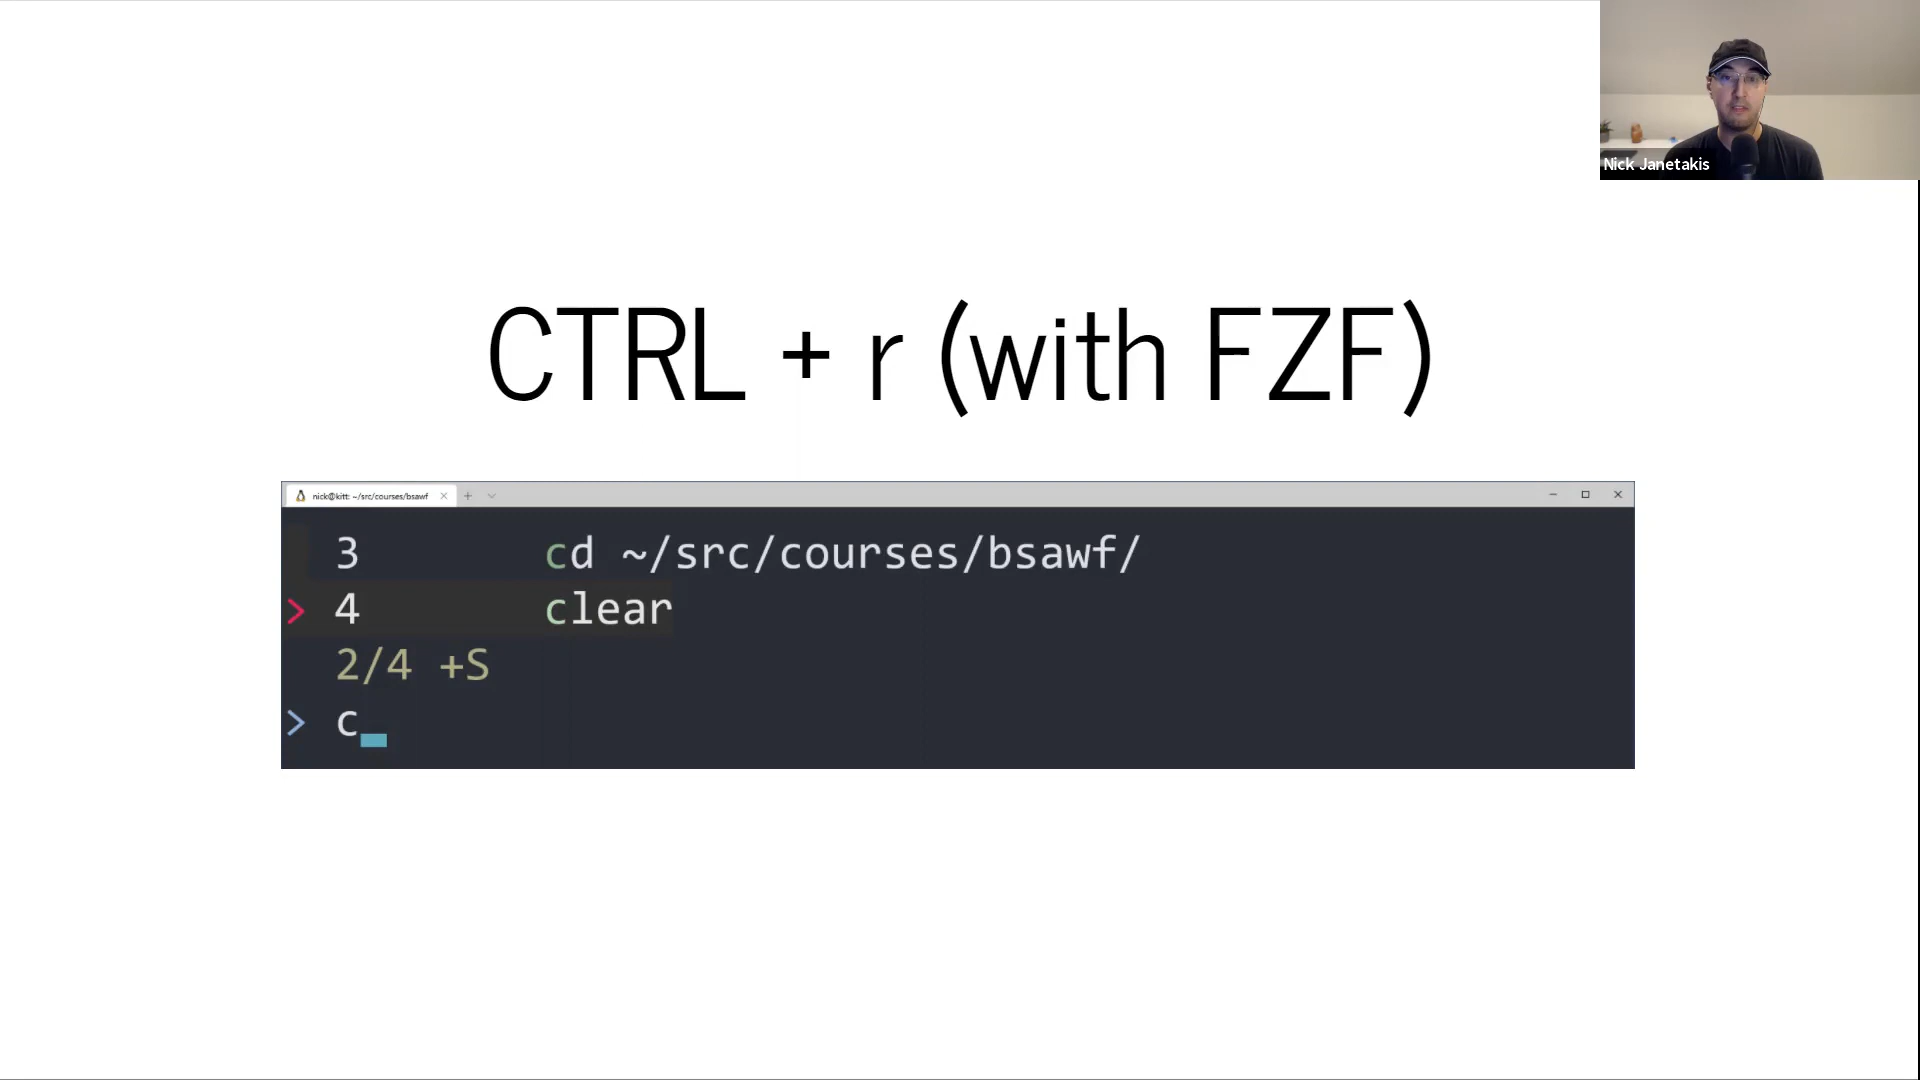 Nick Janetakis
CTRL + r (with FZF)
nick@kitt: ~/src/courses/bsawf
3 cd ~/src/courses/bsawf/
> 4 clear
2/4 +S
> c